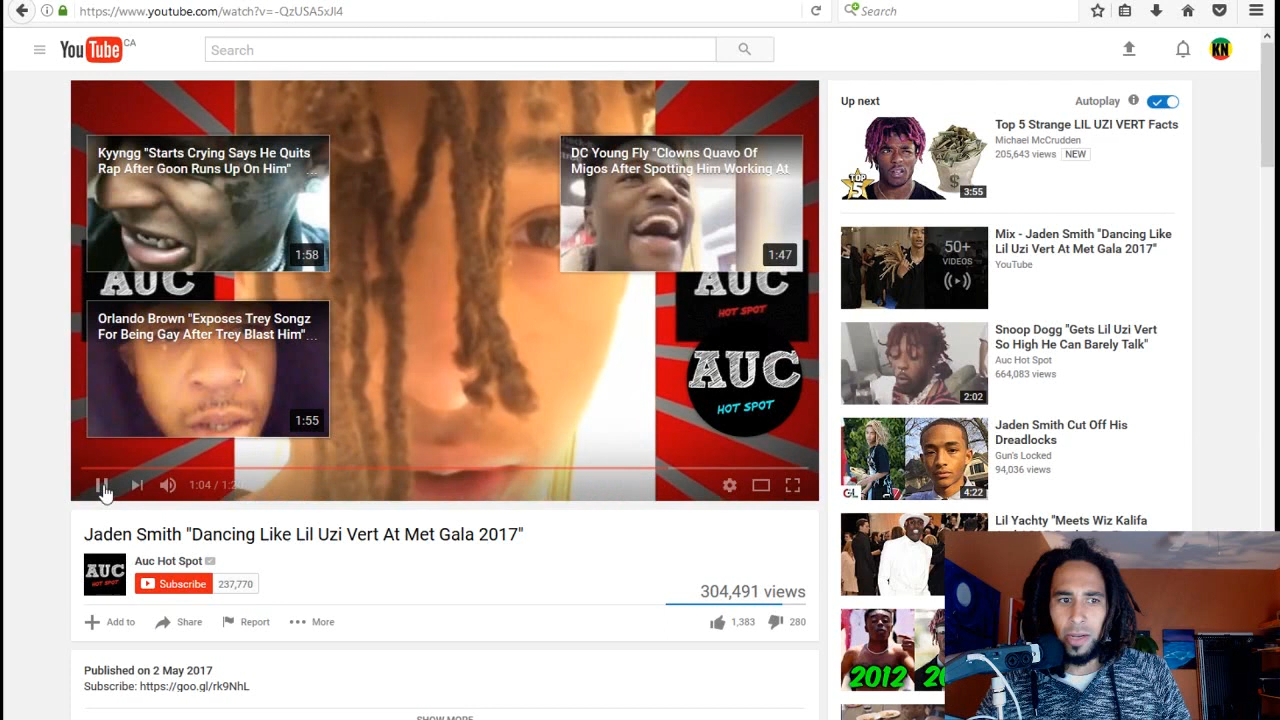 https://www.youtube.com/watch?v=-QzUSA5xJl4
Search
YouTube CA
Search
KN
Kyyngg "Starts Crying Says He Quits
Rap After Goon Runs Up On Him" ...
1:58
DC Young Fly "Clowns Quavo Of
Migos After Spotting Him Working At
1:47
AUC
AUC
HOT SPOT
Orlando Brown "Exposes Trey Songz
For Being Gay After Trey Blast Him"...
1:55
AUC
HOT SPOT
1:04
Jaden Smith "Dancing Like Lil Uzi Vert At Met Gala 2017"
AUC
HOT SPOT
Auc Hot Spot
Subscribe 237,770
304,491 views
Add to
Share
Report
More
1,383
280
Published on 2 May 2017
Subscribe: https://goo.gl/rk9NhL
SHOW MORE
Up next
Autoplay
TOP
5
3:55
Top 5 Strange LIL UZI VERT Facts
Michael McCrudden
205,643 views NEW
50+
VIDEOS
Mix - Jaden Smith "Dancing Like
Lil Uzi Vert At Met Gala 2017"
YouTube
2:02
Snoop Dogg "Gets Lil Uzi Vert
So High He Can Barely Talk"
Auc Hot Spot
664,083 views
GL
4:22
Jaden Smith Cut Off His
Dreadlocks
Gun's Locked
94,036 views
Lil Yachty "Meets Wiz Kalifa
2012